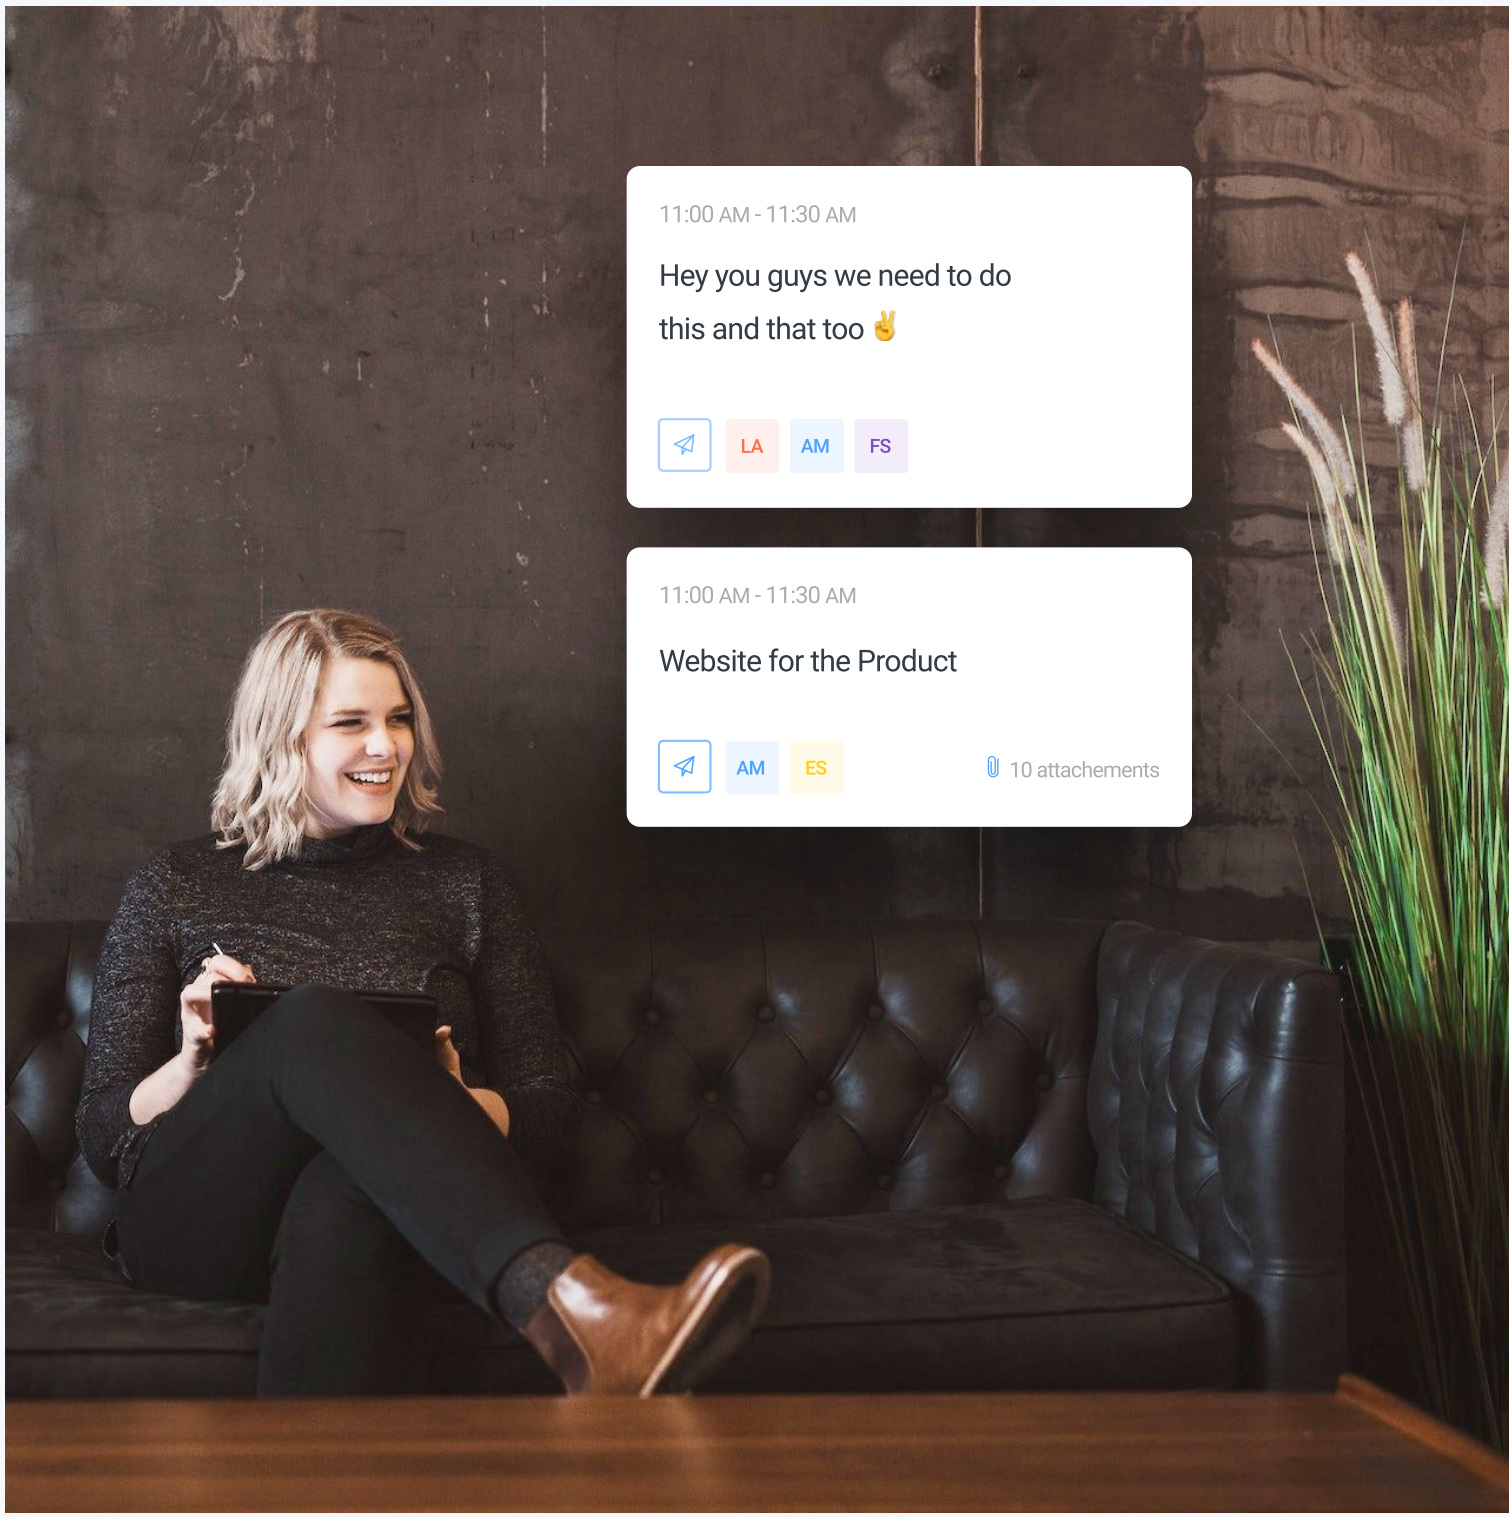 11:00 AM - 11:30 AM
Hey you guys we need to do
this and that too ✌️
LA AM FS
11:00 AM - 11:30 AM
Website for the Product
AM ES 10 attachements